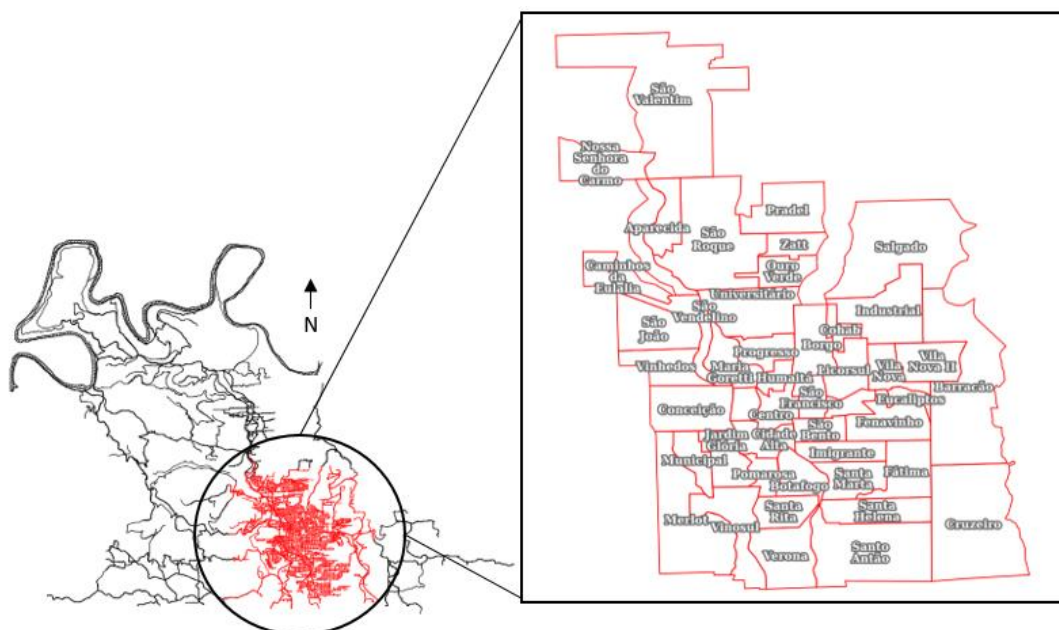 N
São
Valentim
Nossa
Senhora
do
Carmo
Pradel
Aparecida
São
Roque
Zatt
Salgado
Caminhos
da
Eulália
Ouro
Verde
Universitário
São
Vendelino
Industrial
São
João
Cohab
Borgo
Progresso
Vinhedos
Maria
Goretti
Humaitá
Licorsul
Vila
Nova
Vila
Nova II
Barracão
São
Francisco
Eucaliptos
Conceição
Centro
Fenavinho
São
Bento
Jardim
Glória
Cidade
Alta
Imigrante
Municipal
Pomarosa
Botafogo
Santa
Marta
Fátima
Merlot
Vinosul
Santa
Rita
Santa
Helena
Cruzeiro
Verona
Santo
Antão